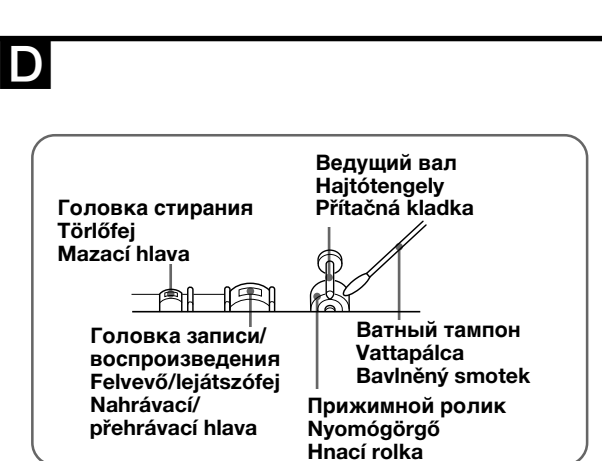 D
Ведущий вал
Hajtótengely
Přítačná kladka
Головка стирания
Törlőfej
Mazací hlava
Головка записи/
воспроизведения
Felvevő/lejátszófej
Nahrávací/
přehrávací hlava
Ватный тампон
Vattapálca
Bavlněný smotek
Прижимной ролик
Nyomógörgő
Hnací rolka